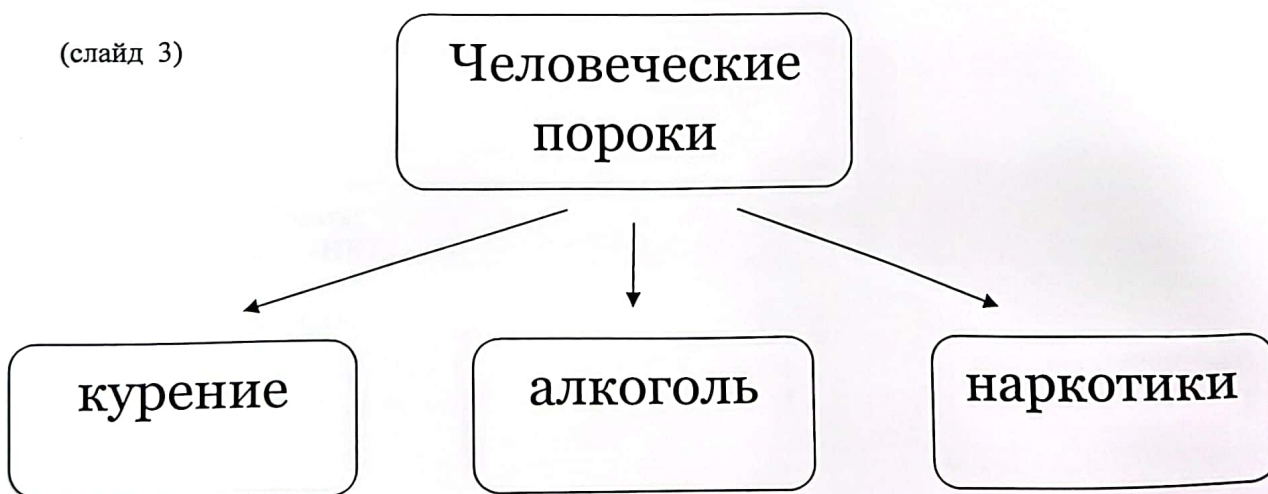 (слайд 3)
Человеческие
пороки
курение
алкоголь
наркотики